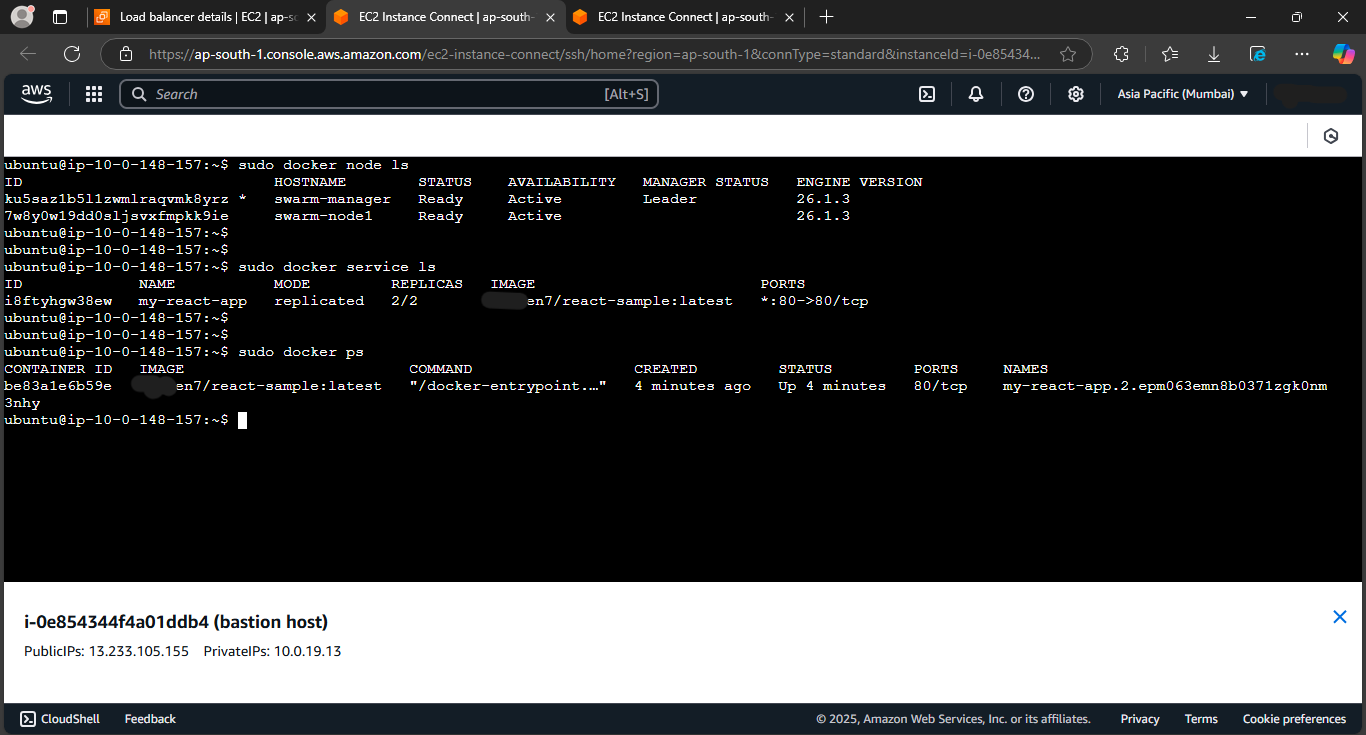 Load balancer details | EC2 | ap-so
EC2 Instance Connect | ap-south-
EC2 Instance Connect | ap-south-
https://ap-south-1.console.aws.amazon.com/ec2-instance-connect/ssh/home?region=ap-south-1&connType=standard&instanceId=i-0e85434...
aws
Search [Alt+S]
Asia Pacific (Mumbai)
ubuntu@ip-10-0-148-157:~$ sudo docker node ls
ID HOSTNAME STATUS AVAILABILITY MANAGER STATUS ENGINE VERSION
ku5saz1b5l1zwmlraqvmk8yrz * swarm-manager Ready Active Leader 26.1.3
7w8y0w19dd0sljsvxfmpkk9ie swarm-node1 Ready Active 26.1.3
ubuntu@ip-10-0-148-157:~$
ubuntu@ip-10-0-148-157:~$
ubuntu@ip-10-0-148-157:~$ sudo docker service ls
ID NAME MODE REPLICAS IMAGE PORTS
i8ftyhgw38ew my-react-app replicated 2/2 en7/react-sample:latest *:80->80/tcp
ubuntu@ip-10-0-148-157:~$
ubuntu@ip-10-0-148-157:~$
ubuntu@ip-10-0-148-157:~$ sudo docker ps
CONTAINER ID IMAGE COMMAND CREATED STATUS PORTS NAMES
be83a1e6b59e en7/react-sample:latest "/docker-entrypoint.…" 4 minutes ago Up 4 minutes 80/tcp my-react-app.2.epm063emn8b0371zgk0nm
3nhy
ubuntu@ip-10-0-148-157:~$
i-0e854344f4a01ddb4 (bastion host)
PublicIPs: 13.233.105.155 PrivateIPs: 10.0.19.13
CloudShell Feedback © 2025, Amazon Web Services, Inc. or its affiliates. Privacy Terms Cookie preferences